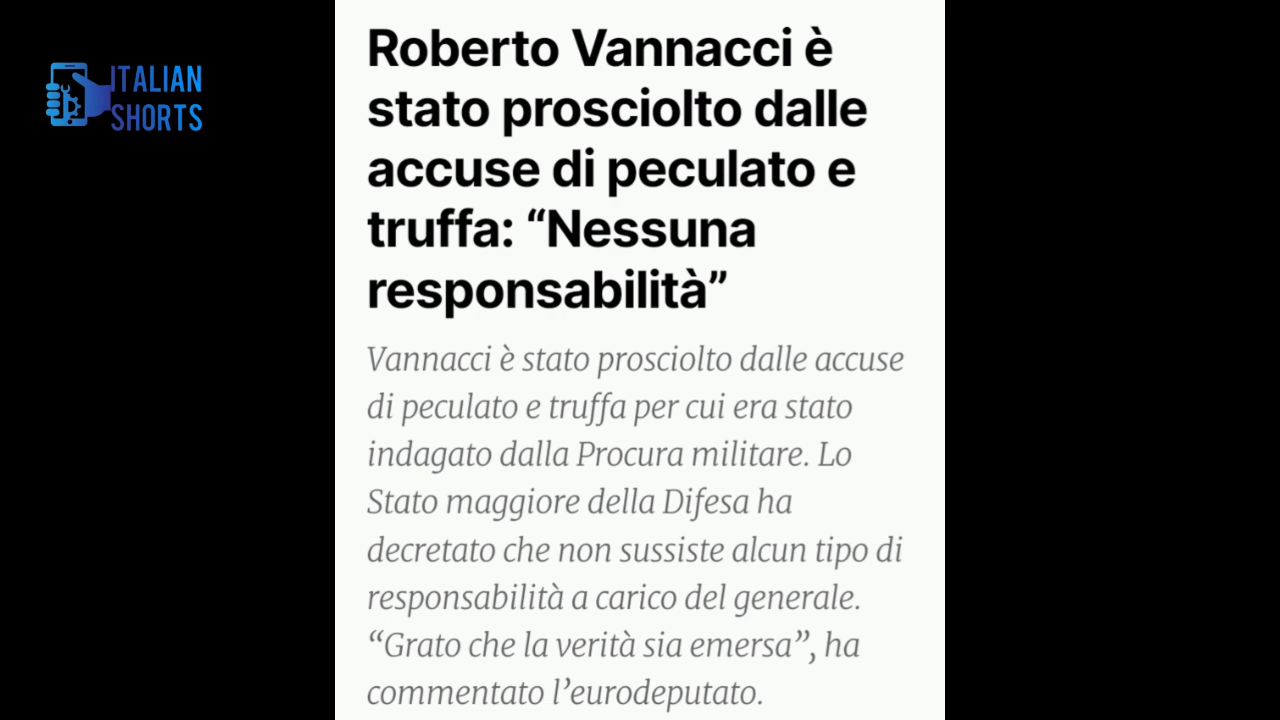 ITALIAN
SHORTS
Roberto Vannacci è
stato prosciolto dalle
accuse di peculato e
truffa: “Nessuna
responsabilità”
Vannacci è stato prosciolto dalle accuse
di peculato e truffa per cui era stato
indagato dalla Procura militare. Lo
Stato maggiore della Difesa ha
decretato che non sussiste alcun tipo di
responsabilità a carico del generale.
“Grato che la verità sia emersa”, ha
commentato l’eurodeputato.